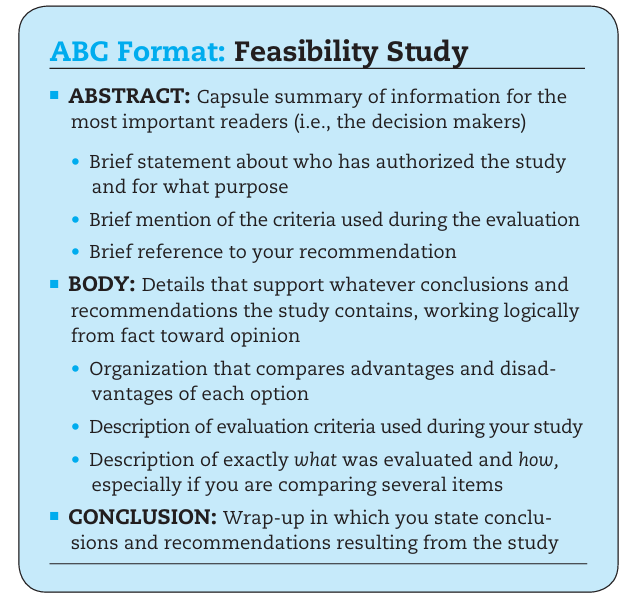 ABC Format: Feasibility Study
■ ABSTRACT: Capsule summary of information for the
most important readers (i.e., the decision makers)
• Brief statement about who has authorized the study
and for what purpose
• Brief mention of the criteria used during the evaluation
• Brief reference to your recommendation
■ BODY: Details that support whatever conclusions and
recommendations the study contains, working logically
from fact toward opinion
• Organization that compares advantages and disad-
vantages of each option
• Description of evaluation criteria used during your study
• Description of exactly what was evaluated and how,
especially if you are comparing several items
■ CONCLUSION: Wrap-up in which you state conclu-
sions and recommendations resulting from the study